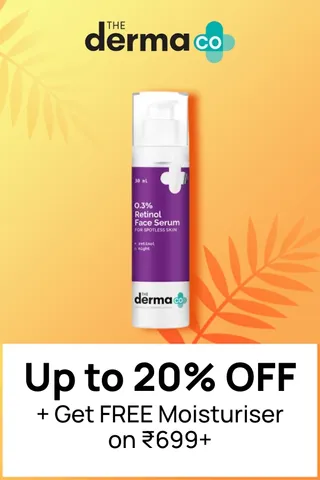 THE
derma co
30 ml
0.3%
Retinol
Face Serum
FOR SPOTLESS SKIN
THE
derma co
Up to 20% OFF
+ Get FREE Moisturiser
on ₹699+